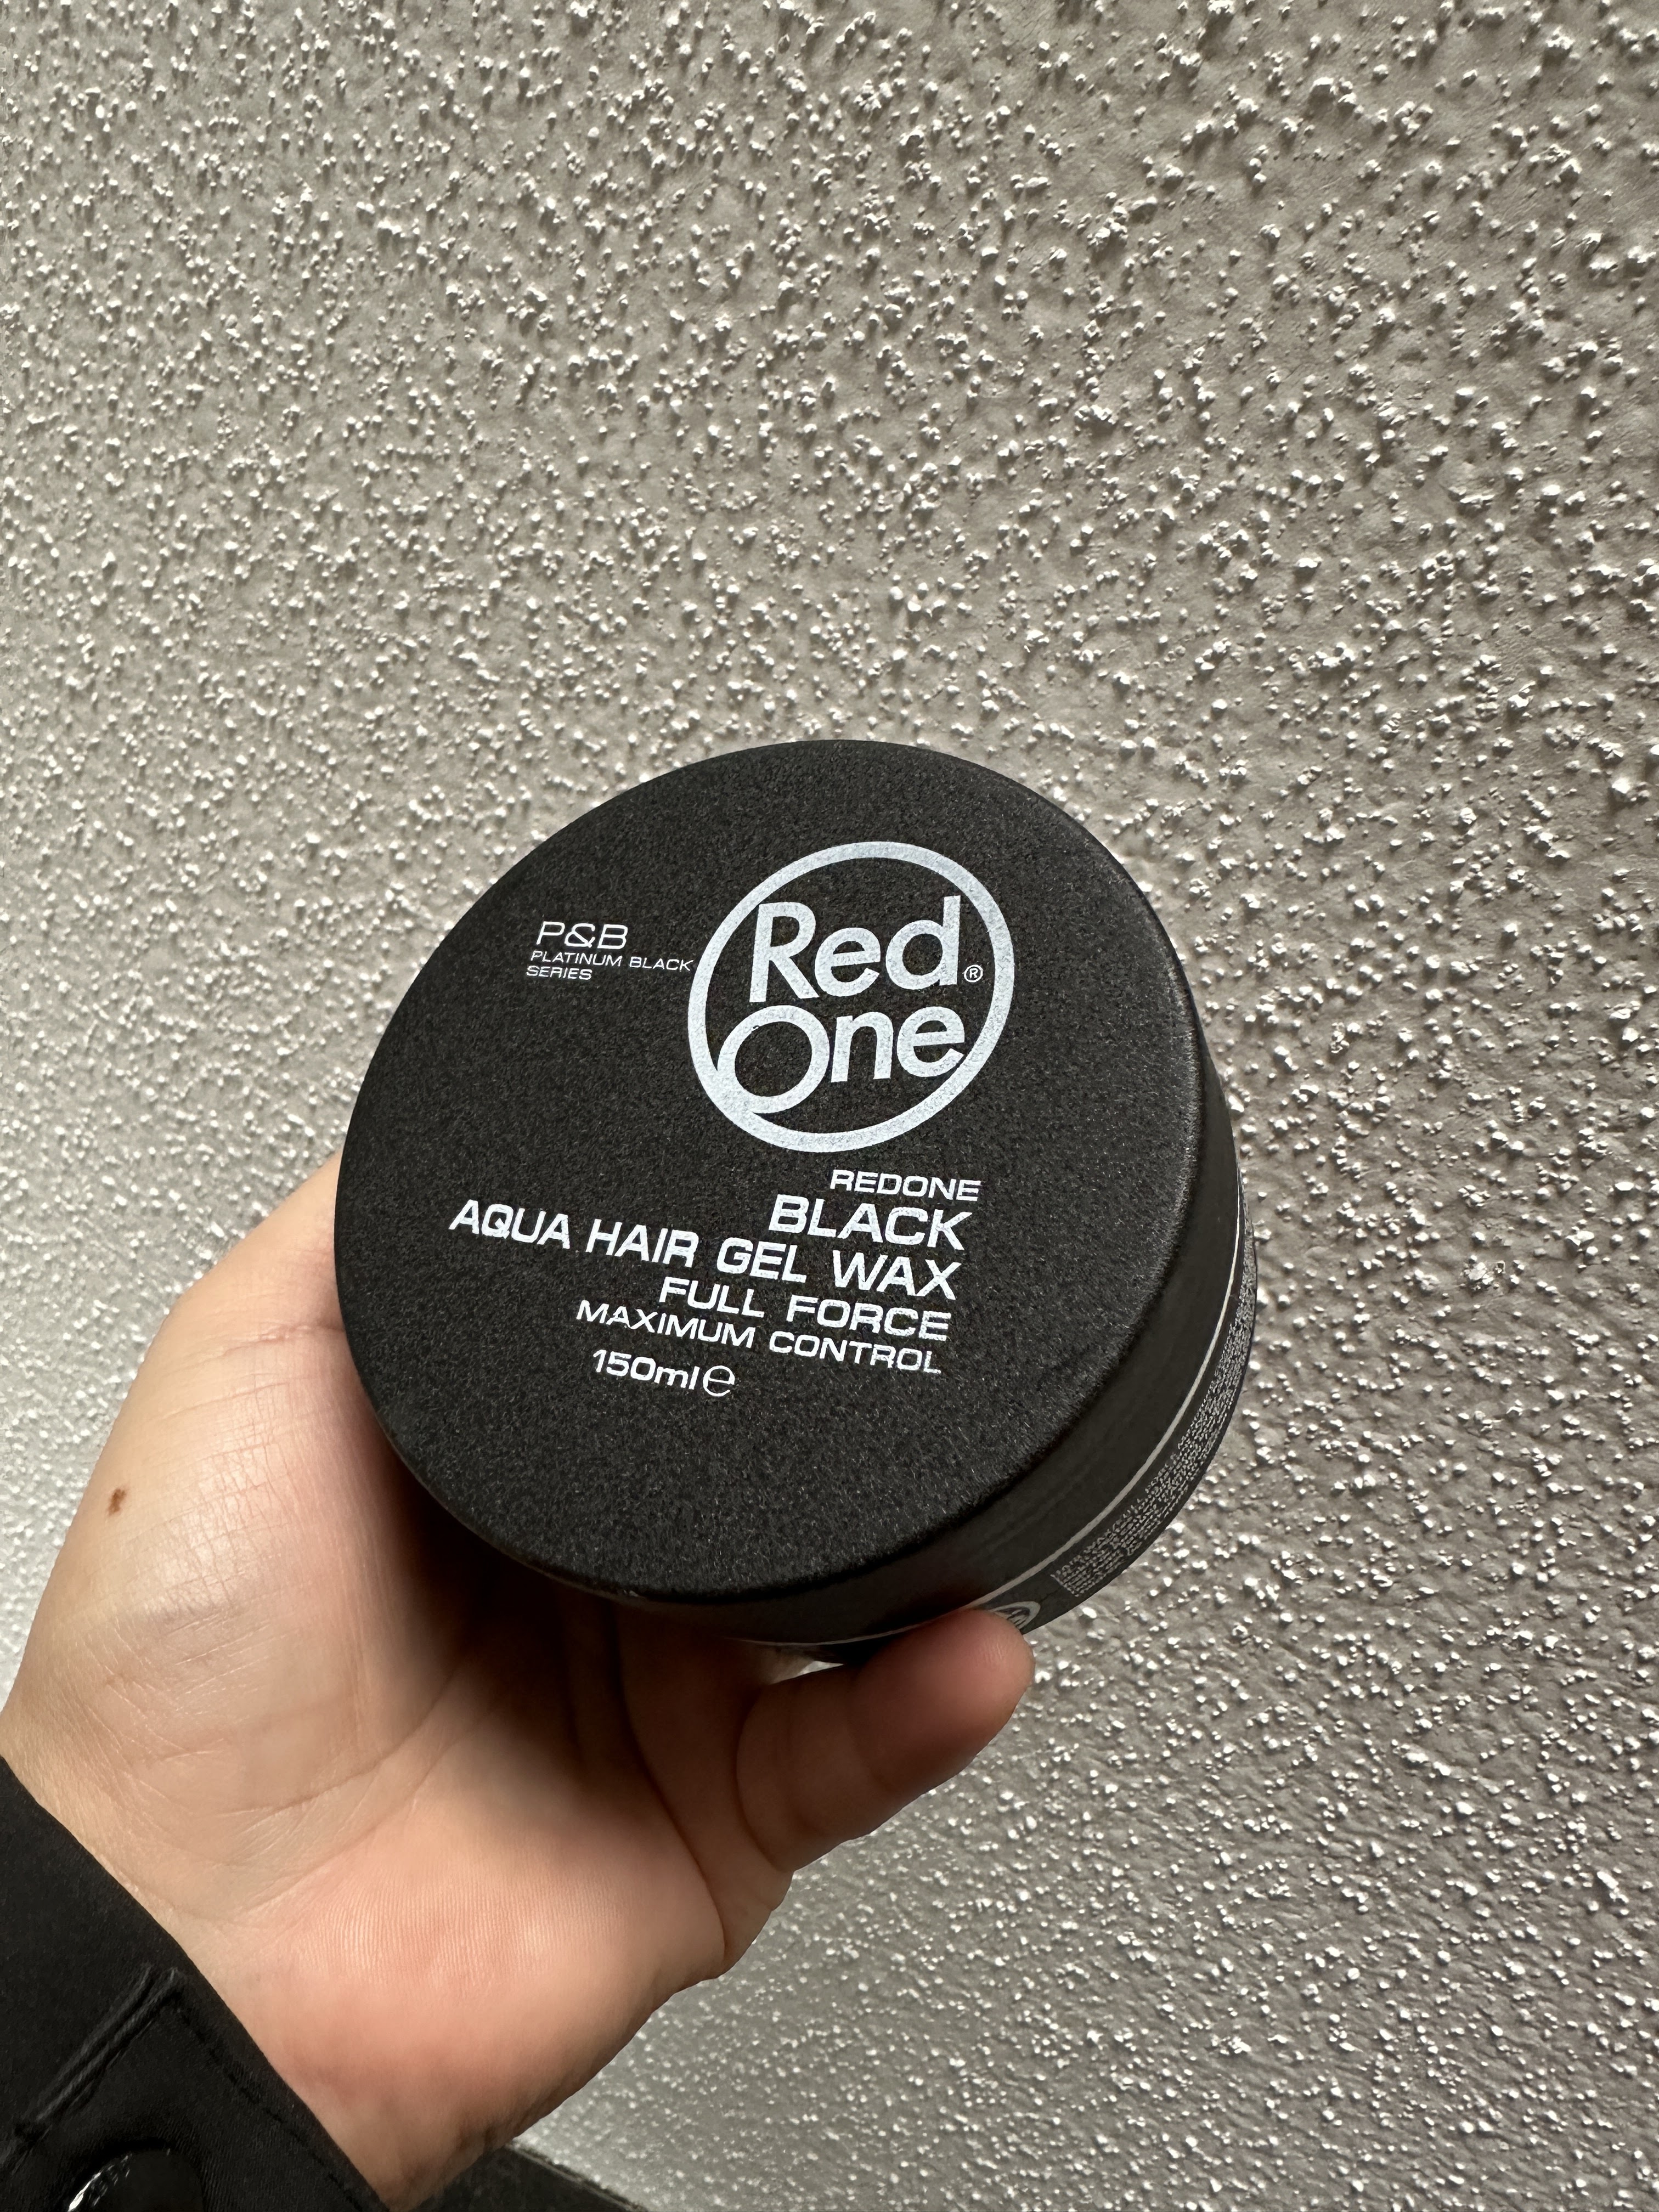 P&B
PLATINUM BLACK
SERIES
Red®
One
REDONE
BLACK
AQUA HAIR GEL WAX
FULL FORCE
MAXIMUM CONTROL
150ml℮